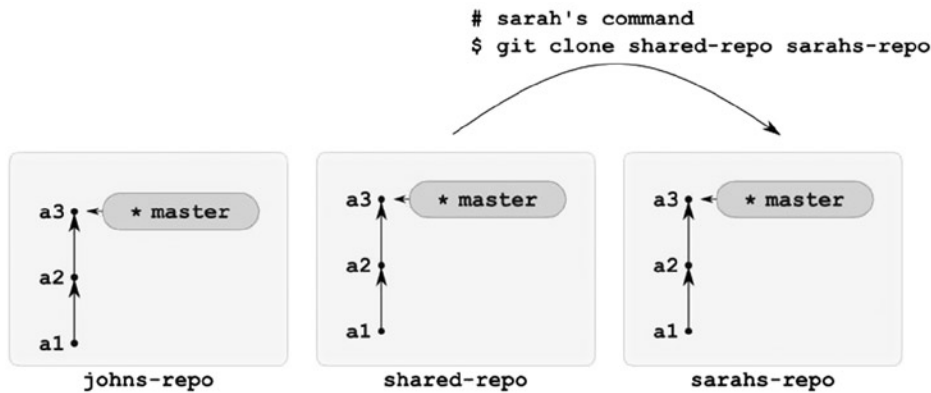 # sarah's command
$ git clone shared-repo sarahs-repo
a3 * master
a2
a1
johns-repo
a3 * master
a2
a1
shared-repo
a3 * master
a2
a1
sarahs-repo